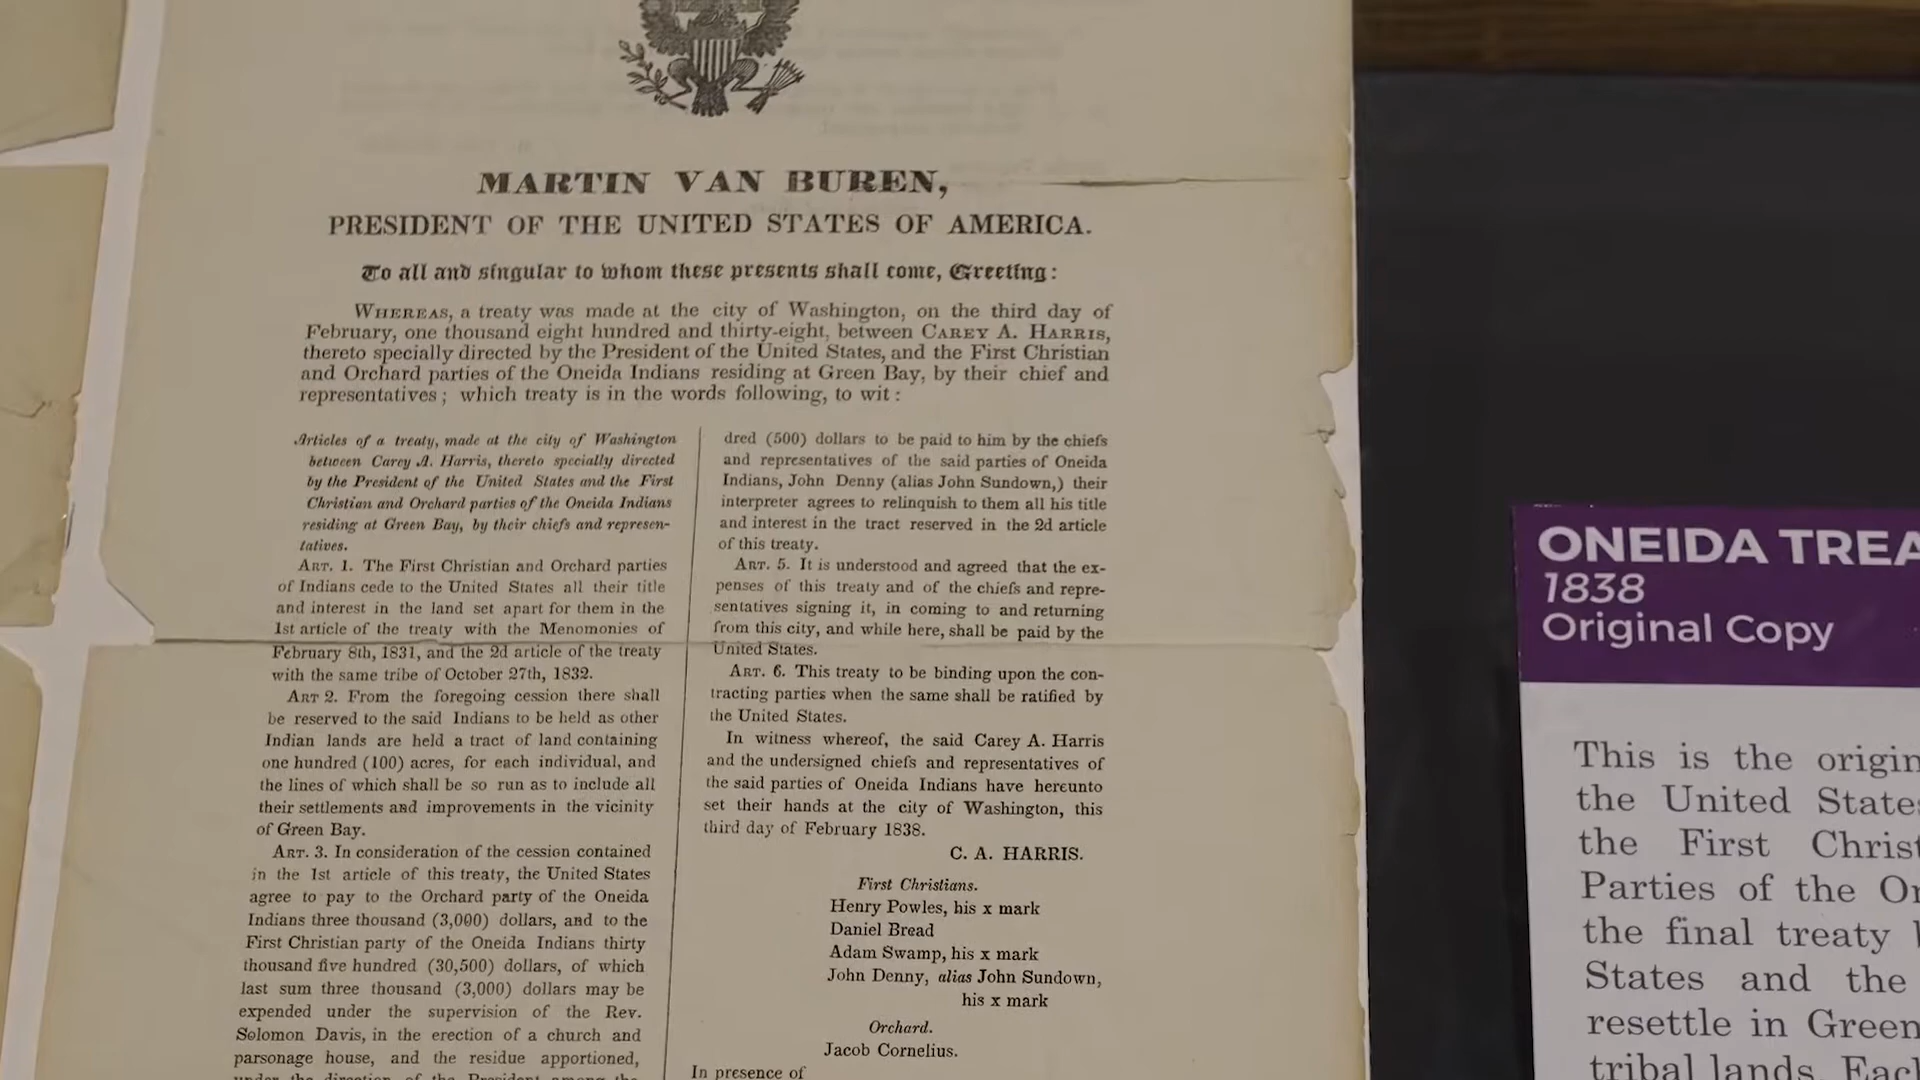 MARTIN VAN BUREN,
PRESIDENT OF THE UNITED STATES OF AMERICA.
To all and singular to whom these presents shall come, Greeting:
WHEREAS, a treaty was made at the city of Washington, on the third day of
February, one thousand eight hundred and thirty-eight, between CAREY A. HARRIS,
thereto specially directed by the President of the United States, and the First Christian
and Orchard parties of the Oneida Indians residing at Green Bay, by their chief and
representatives; which treaty is in the words following, to wit:
Articles of a treaty, made at the city of Washington
between Carey A. Harris, thereto specially directed
by the President of the United States and the First
Christian and Orchard parties of the Oneida Indians
residing at Green Bay, by their chiefs and represen-
tatives.
ART. 1. The First Christian and Orchard parties
of Indians cede to the United States all their title
and interest in the land set apart for them in the
1st article of the treaty with the Menomonies of
February 8th, 1831, and the 2d article of the treaty
with the same tribe of October 27th, 1832.
ART 2. From the foregoing cession there shall
be reserved to the said Indians to be held as other
Indian lands are held a tract of land containing
one hundred (100) acres, for each individual, and
the lines of which shall be so run as to include all
their settlements and improvements in the vicinity
of Green Bay.
ART. 3. In consideration of the cession contained
in the 1st article of this treaty, the United States
agree to pay to the Orchard party of the Oneida
Indians three thousand (3,000) dollars, and to the
First Christian party of the Oneida Indians thirty
thousand five hundred (30,500) dollars, of which
last sum three thousand (3,000) dollars may be
expended under the supervision of the Rev.
Solomon Davis, in the erection of a church and
parsonage house, and the residue apportioned,
under the direction of the President among the
dred (500) dollars to be paid to him by the chiefs
and representatives of the said parties of Oneida
Indians, John Denny (alias John Sundown,) their
interpreter agrees to relinquish to them all his title
and interest in the tract reserved in the 2d article
of this treaty.
ART. 5. It is understood and agreed that the ex-
penses of this treaty and of the chiefs and repre-
sentatives signing it, in coming to and returning
from this city, and while here, shall be paid by the
United States.
ART. 6. This treaty to be binding upon the con-
tracting parties when the same shall be ratified by
the United States.
In witness whereof, the said Carey A. Harris
and the undersigned chiefs and representatives of
the said parties of Oneida Indians have hereunto
set their hands at the city of Washington, this
third day of February 1838.
C. A. HARRIS.
First Christians.
Henry Powles, his x mark
Daniel Bread
Adam Swamp, his x mark
John Denny, alias John Sundown,
his x mark
Orchard.
Jacob Cornelius.
In presence of
ONEIDA TREA
1838
Original Copy
This is the origin
the United States
the First Christ
Parties of the On
the final treaty
States and the
resettle in Green
tribal lands. Each